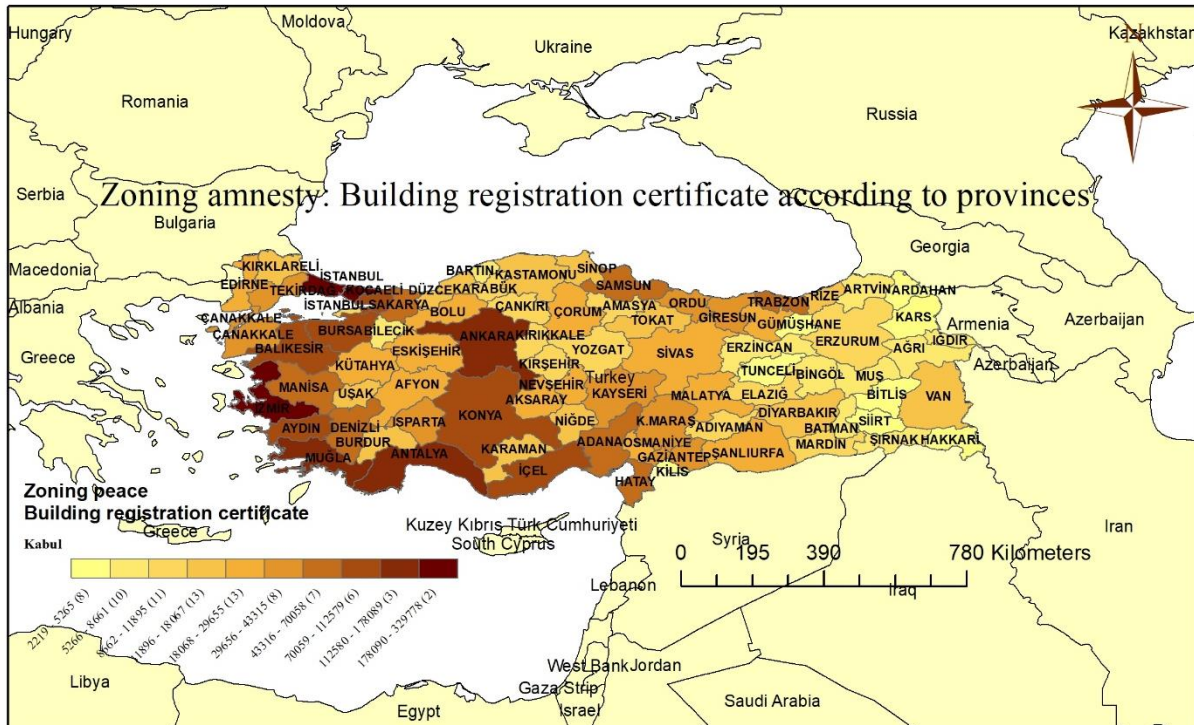 Moldova
Hungary
Ukraine
Kazakhstan
N
Romania
Russia
Serbia
Zoning amnesty: Building registration certificate according to provinces
Bulgaria
Georgia
Macedonia
Albania
KIRKLARELİ
İSTANBUL
BARTIN
KASTAMONU
SİNOP
EDİRNE
TEKİRDAĞ
KOCAELİ
DÜZCE
KARABÜK
SAMSUN
ARTVİN
ARDAHAN
İSTANBUL
SAKARYA
BOLU
ÇANKIRI
ÇORUM
AMASYA
ORDU
TRABZON
RİZE
ÇANAKKALE
TOKAT
GİRESUN
GÜMÜŞHANE
KARS
Armenia
Azerbaijan
ÇANAKKALE
BURSA
BİLECİK
ANKARA
KIRIKKALE
ERZURUM
IĞDIR
Greece
BALIKESİR
ESKİŞEHİR
YOZGAT
SİVAS
ERZİNCAN
AĞRI
Azerbaijan
KÜTAHYA
KIRŞEHİR
TUNCELİ
BİNGÖL
MUŞ
MANİSA
UŞAK
AFYON
NEVŞEHİR
Turkey
KAYSERİ
MALATYA
ELAZIĞ
BİTLİS
VAN
İZMİR
AKSARAY
KONYA
DİYARBAKIR
AYDIN
DENİZLİ
ISPARTA
NİĞDE
K.MARAŞ
ADIYAMAN
BATMAN
SİİRT
BURDUR
KARAMAN
ADANA
OSMANİYE
MARDİN
ŞIRNAK
HAKKARİ
MUĞLA
ANTALYA
İÇEL
GAZİANTEP
ŞANLIURFA
KİLİS
HATAY
Zoning peace
Building registration certificate
Greece
Kabul
Kuzey Kıbrıs Türk Cumhuriyeti
South Cyprus
Syria
Iran
0 195 390 780 Kilometers
Lebanon
Iraq
2219 - 5265 (8)
5266 - 8661 (10)
8662 - 11895 (11)
11896 - 18067 (13)
18068 - 29655 (13)
29656 - 43315 (8)
43316 - 70058 (7)
70059 - 112579 (6)
112580 - 178089 (3)
178090 - 329778 (2)
West Bank
Jordan
Libya
Gaza Strip
Egypt
Israel
Saudi Arabia